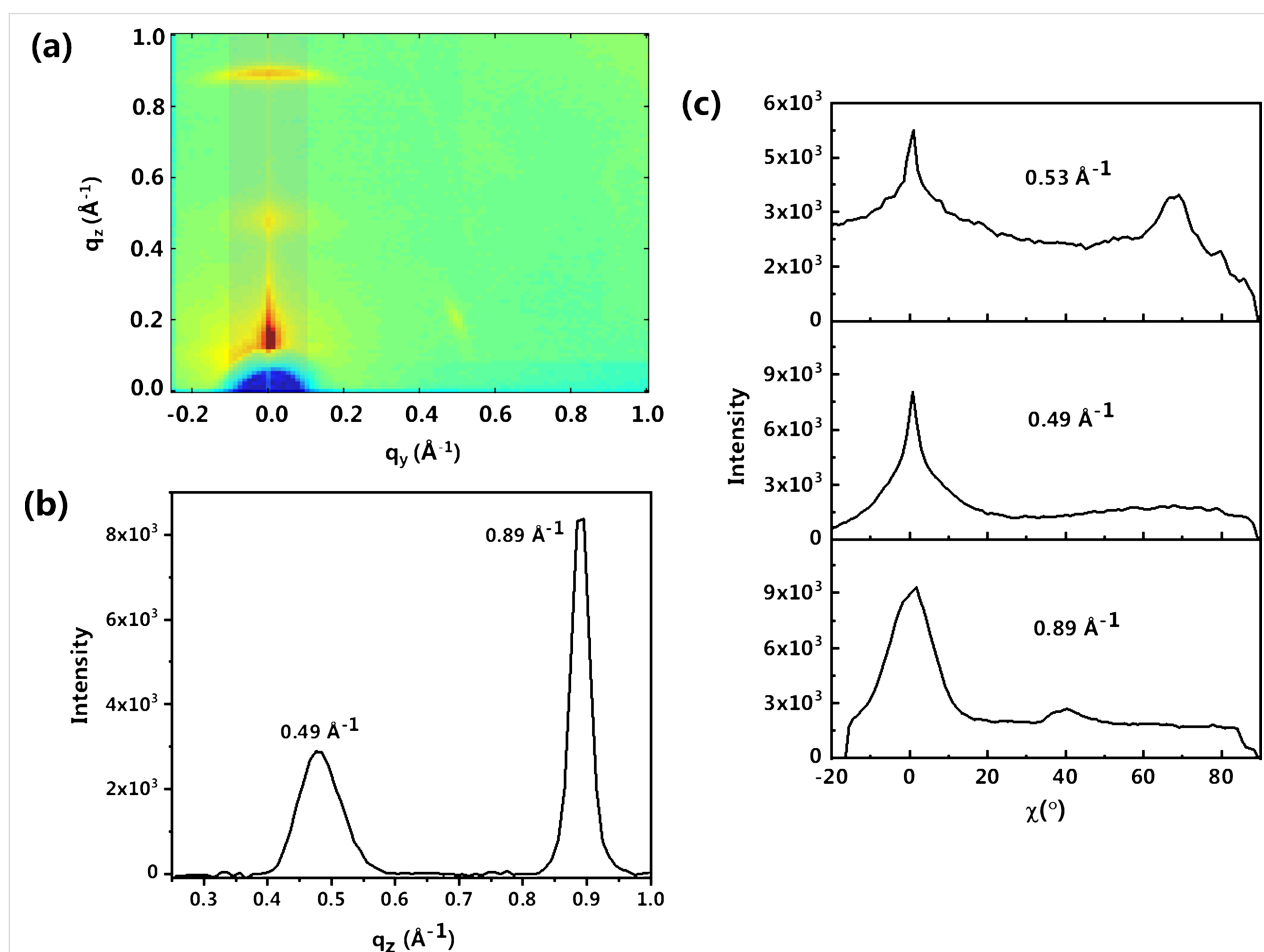 (a)
1.0
0.8
0.6
0.4
0.2
0.0
q_z (Å⁻¹)
-0.2 0.0 0.2 0.4 0.6 0.8 1.0
q_y (Å⁻¹)
(b)
8x10³
6x10³
4x10³
2x10³
0
Intensity
0.89 Å⁻¹
0.49 Å⁻¹
0.3 0.4 0.5 0.6 0.7 0.8 0.9 1.0
q_z (Å⁻¹)
(c)
6x10³
5x10³
3x10³
2x10³
0
0.53 Å⁻¹
9x10³
6x10³
3x10³
0
0.49 Å⁻¹
Intensity
9x10³
6x10³
3x10³
0
0.89 Å⁻¹
-20 0 20 40 60 80
χ(°)